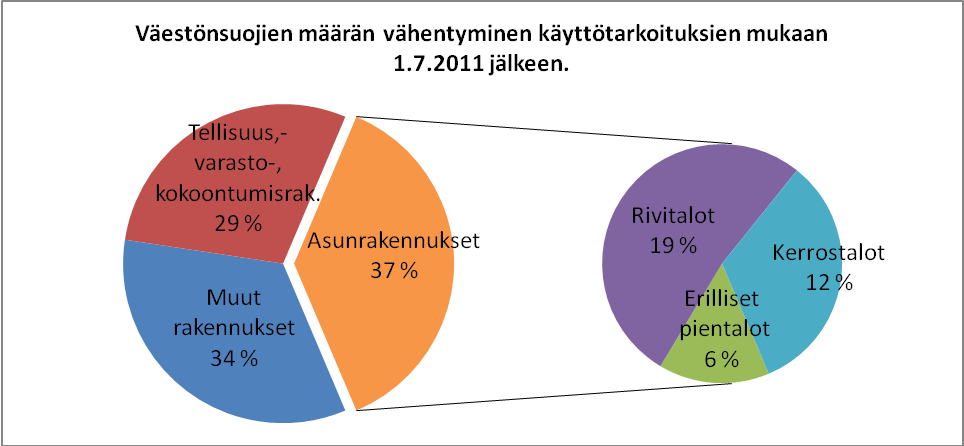 Väestönsuojien määrän vähentyminen käyttötarkoituksien mukaan
1.7.2011 jälkeen.
Tellisuus,-
varasto-,
kokoontumisrak.
29 %
Asunrakennukset
37 %
Muut
rakennukset
34 %
Rivitalot
19 %
Kerrostalot
12 %
Erilliset
pientalot
6 %